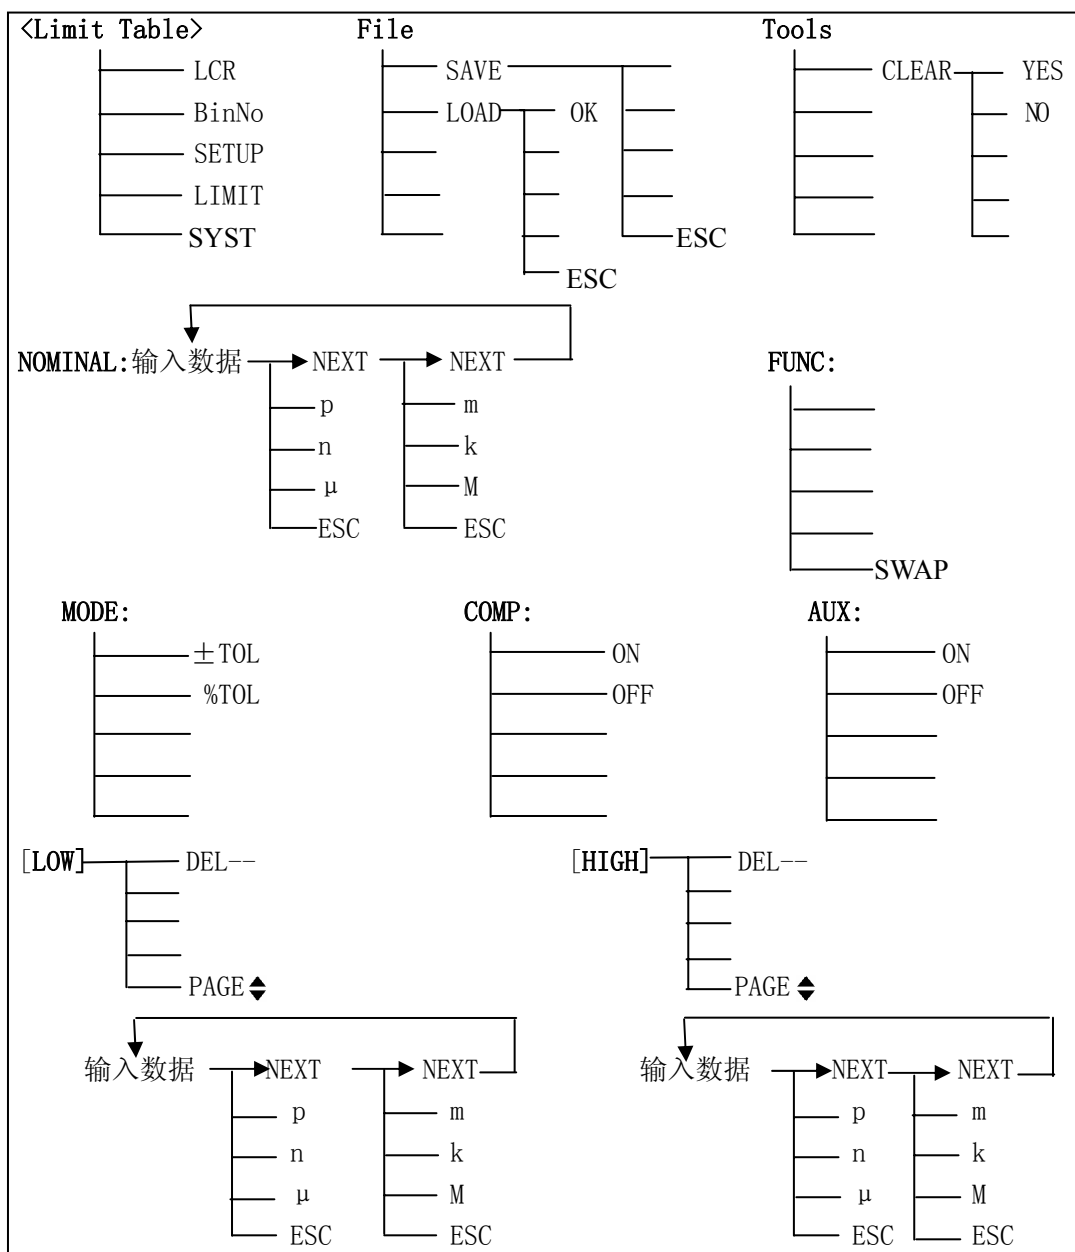 <Limit Table> File Tools
LCR SAVE CLEAR YES
BinNo LOAD OK NO
SETUP
LIMIT
SYST ESC
ESC
NOMINAL:输入数据 NEXT NEXT FUNC:
p m
n k
μ M
ESC ESC
SWAP
MODE: COMP: AUX:
±TOL ON ON
%TOL OFF OFF
[LOW] DEL-- [HIGH] DEL--
PAGE PAGE
输入数据 NEXT NEXT 输入数据 NEXT NEXT
p m p m
n k n k
μ M μ M
ESC ESC ESC ESC